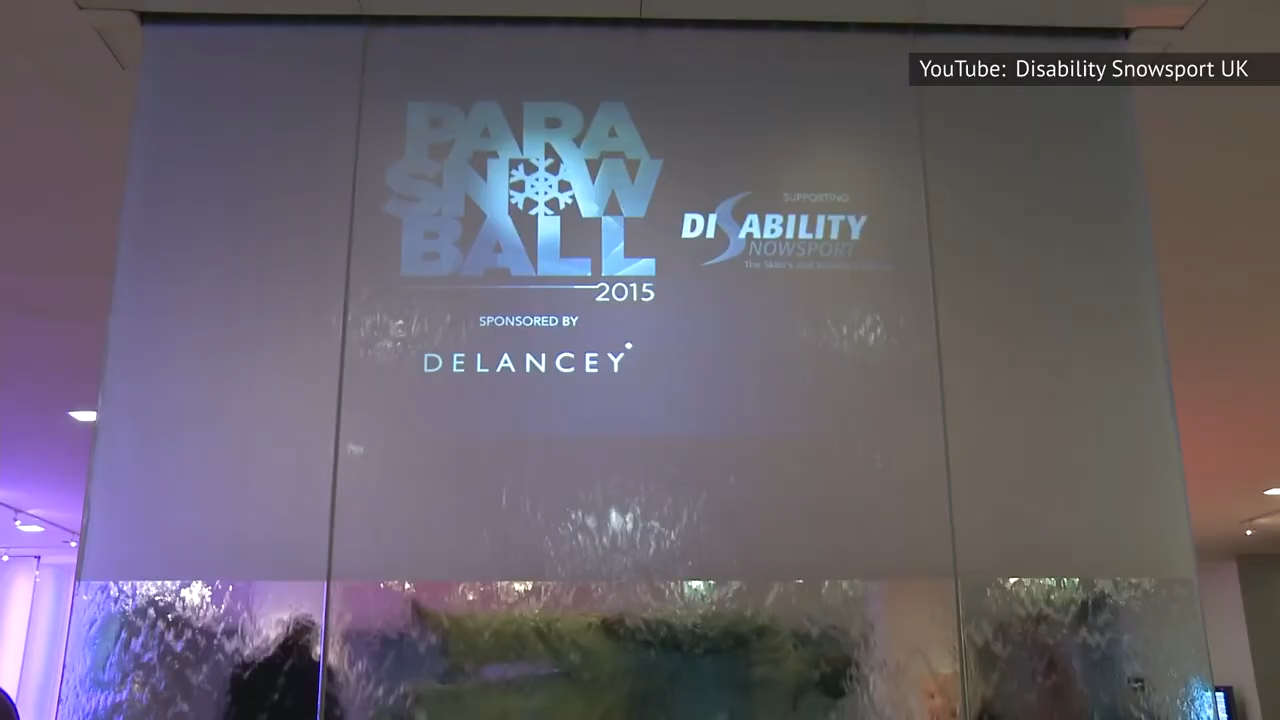 YouTube: Disability Snowsport UK
PARA
SNOW
BALL
2015
SPONSORED BY
DELANCEY
SUPPORTING
DISABILITY
SNOWSPORT